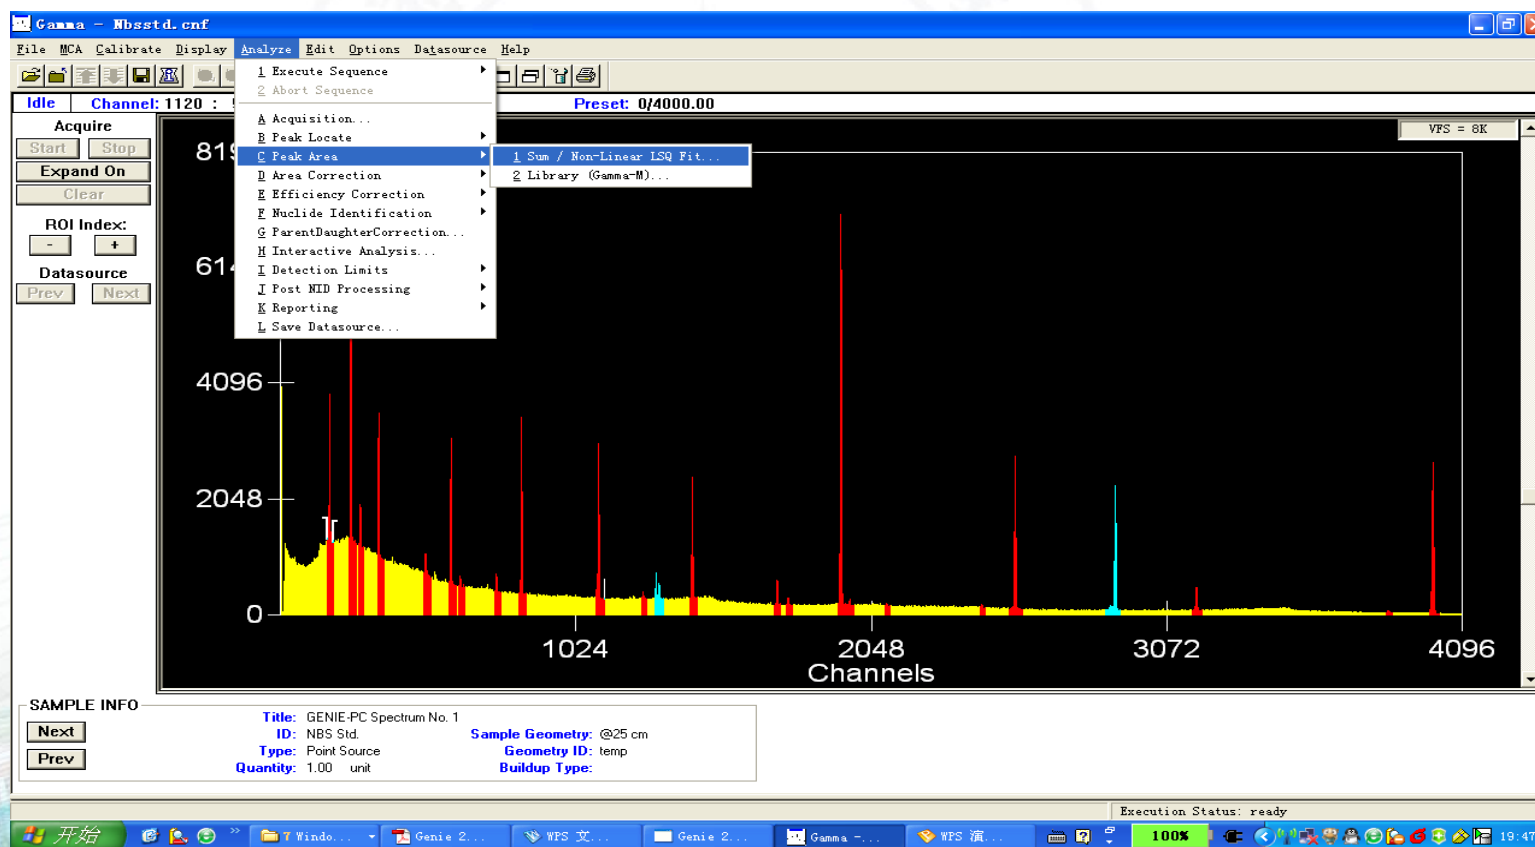 Gamma - Nbsstd.cnf
File MCA Calibrate Display Analyze Edit Options Datasource Help
Idle Channel: 1120 : Preset: 0/4000.00
Acquire
Start Stop
Expand On
Clear
ROI Index:
- +
Datasource
Prev Next
1 Execute Sequence
2 Abort Sequence
A Acquisition...
B Peak Locate
C Peak Area
D Area Correction
E Efficiency Correction
F Nuclide Identification
G ParentDaughterCorrection...
H Interactive Analysis...
I Detection Limits
J Post NID Processing
K Reporting
L Save Datasource...
1 Sum / Non-Linear LSQ Fit...
2 Library (Gamma-M)...
VFS = 8K
4096
2048
0
1024 2048 3072 4096
Channels
SAMPLE INFO
Next
Prev
Title: GENIE-PC Spectrum No. 1
ID: NBS Std. Sample Geometry: @25 cm
Type: Point Source Geometry ID: temp
Quantity: 1.00 unit Buildup Type:
Execution Status: ready
开始 7 Windo... Genie 2... WPS 文... Genie 2... Gamma -... WPS 演... 100% 19:47